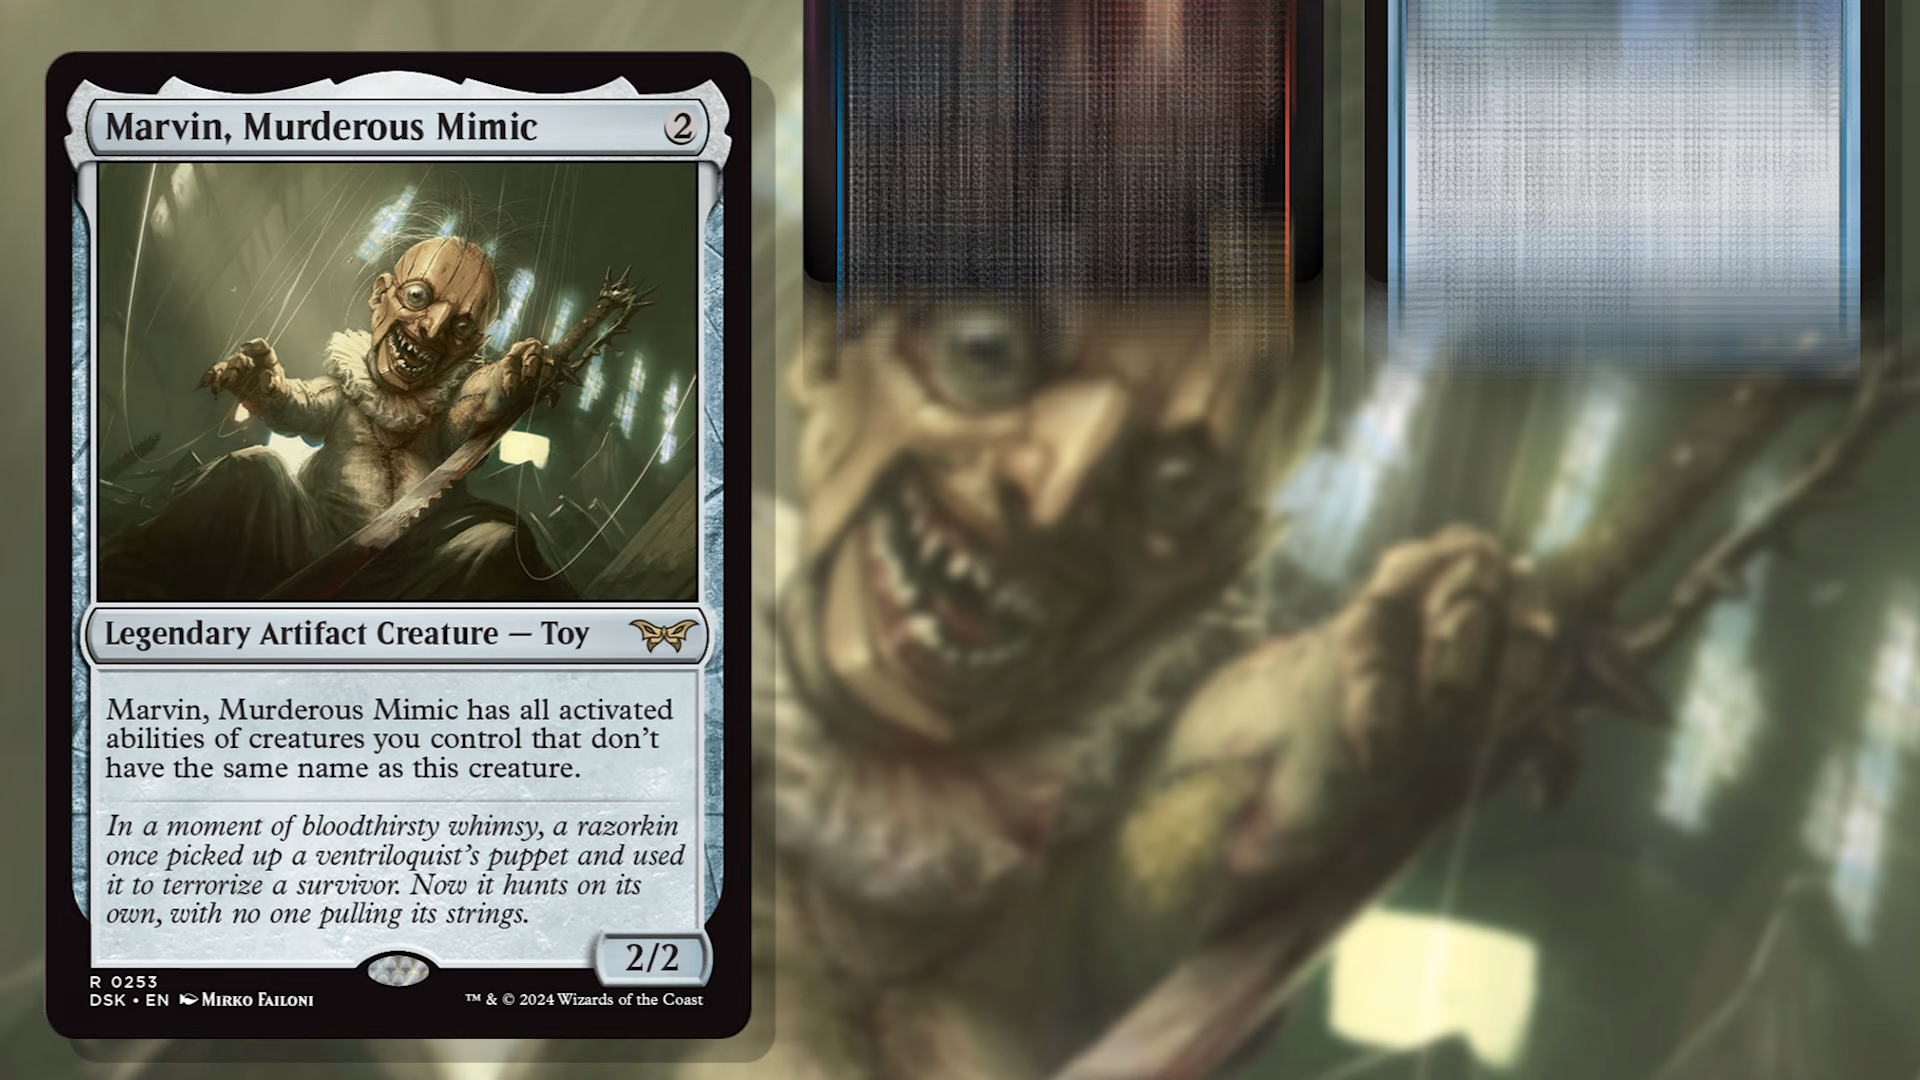 Marvin, Murderous Mimic 2
Legendary Artifact Creature — Toy
Marvin, Murderous Mimic has all activated
abilities of creatures you control that don't
have the same name as this creature.
In a moment of bloodthirsty whimsy, a razorkin
once picked up a ventriloquist's puppet and used
it to terrorize a survivor. Now it hunts on its
own, with no one pulling its strings.
2/2
R 0253
DSK • EN Mirko Failoni
™ & © 2024 Wizards of the Coast